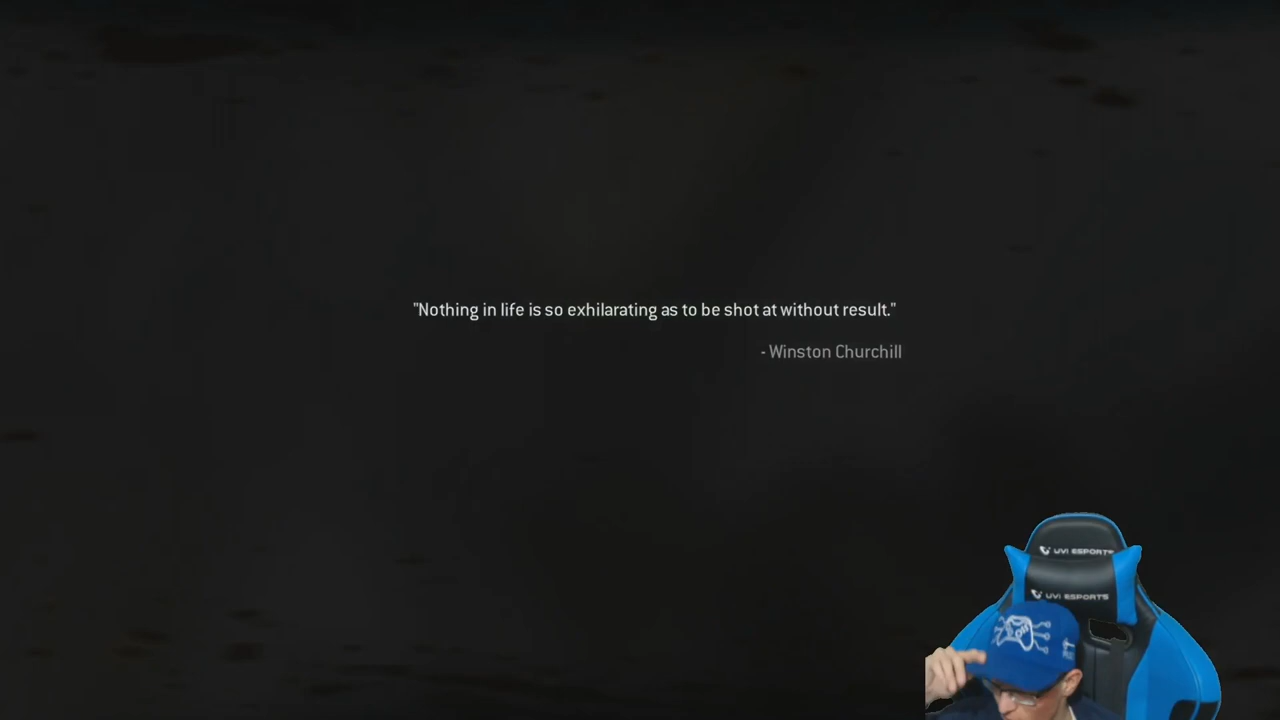 "Nothing in life is so exhilarating as to be shot at without result."
- Winston Churchill
UVI ESPORTS
UVI ESPORTS